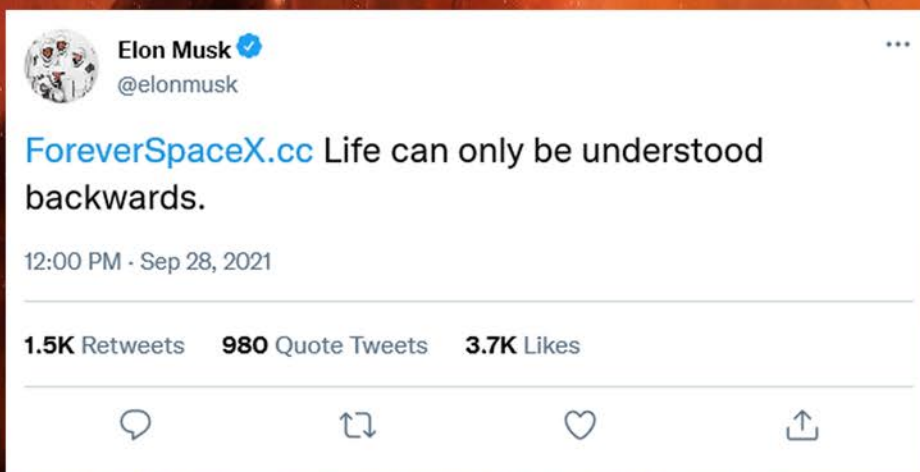 Elon Musk
@elonmusk
ForeverSpaceX.cc Life can only be understood
backwards.
12:00 PM · Sep 28, 2021
1.5K Retweets 980 Quote Tweets 3.7K Likes